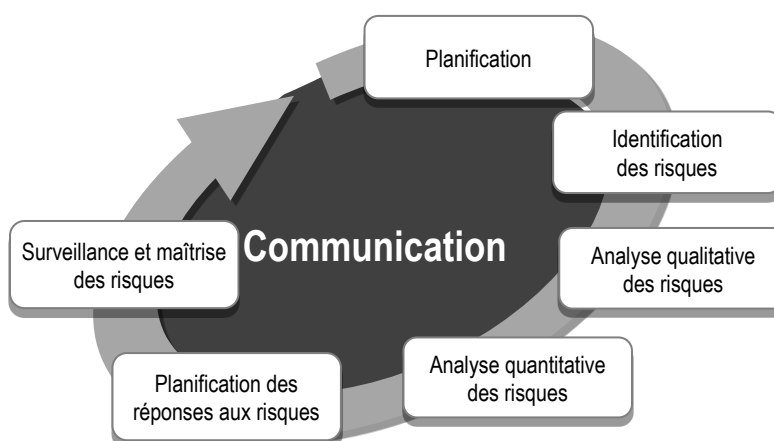 Planification
Identification
des risques
Analyse qualitative
des risques
Analyse quantitative
des risques
Planification des
réponses aux risques
Surveillance et maîtrise
des risques
Communication